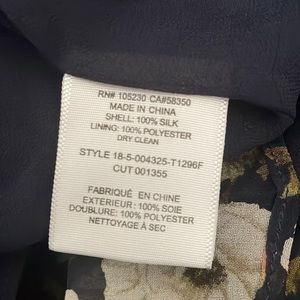 RN# 105230 CA#58350
MADE IN CHINA
SHELL: 100% SILK
LINING: 100% POLYESTER
DRY CLEAN
STYLE 18-5-004325-T1296F
CUT 001355
FABRIQUÉ EN CHINE
EXTERIEUR : 100% SOIE
DOUBLURE: 100% POLYESTER
NETTOYAGE À SEC